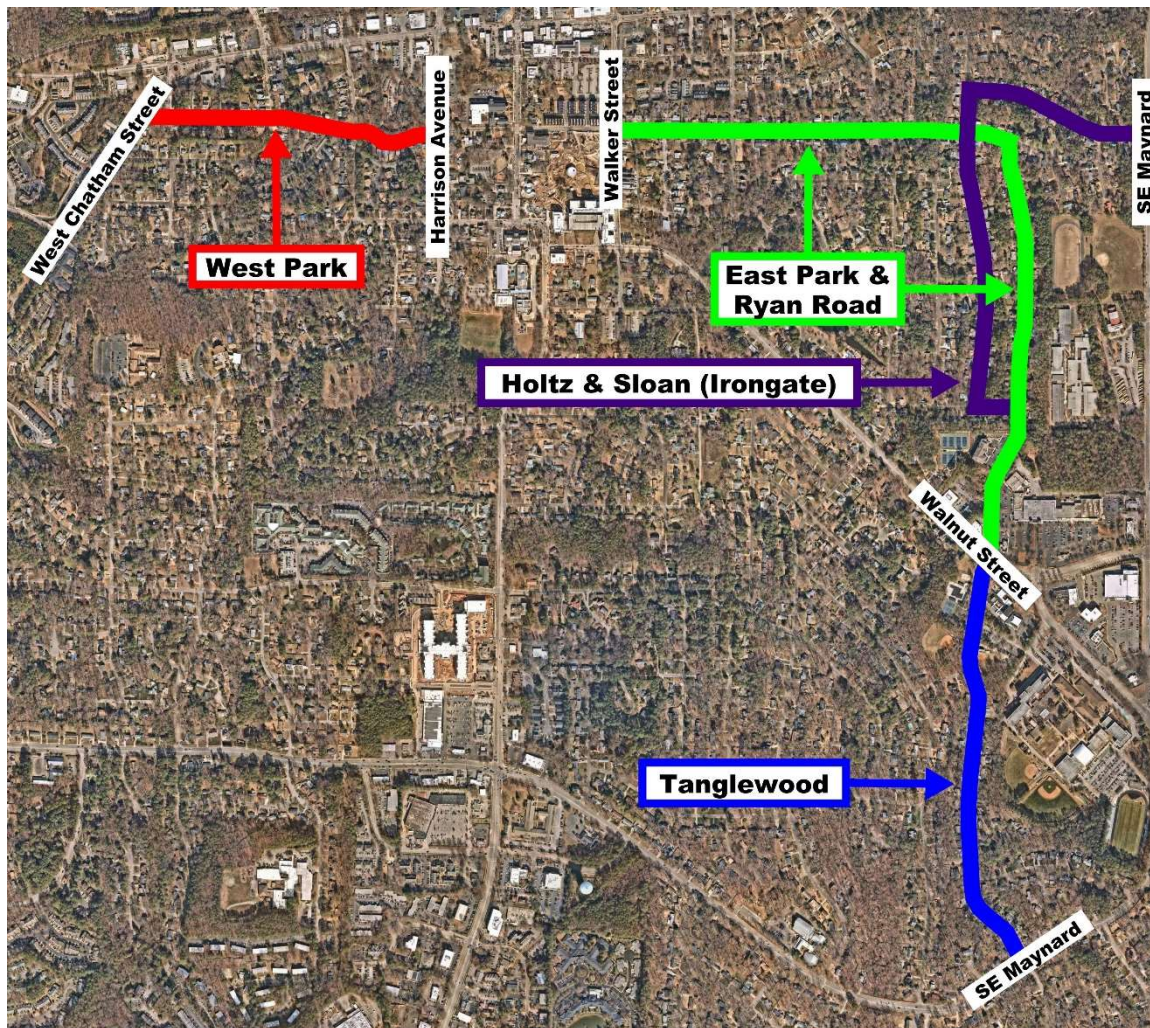 West Chatham Street
Harrison Avenue
Walker Street
SE Maynard
West Park
East Park &
Ryan Road
Holtz & Sloan (Irongate)
Walnut Street
Tanglewood
SE Maynard